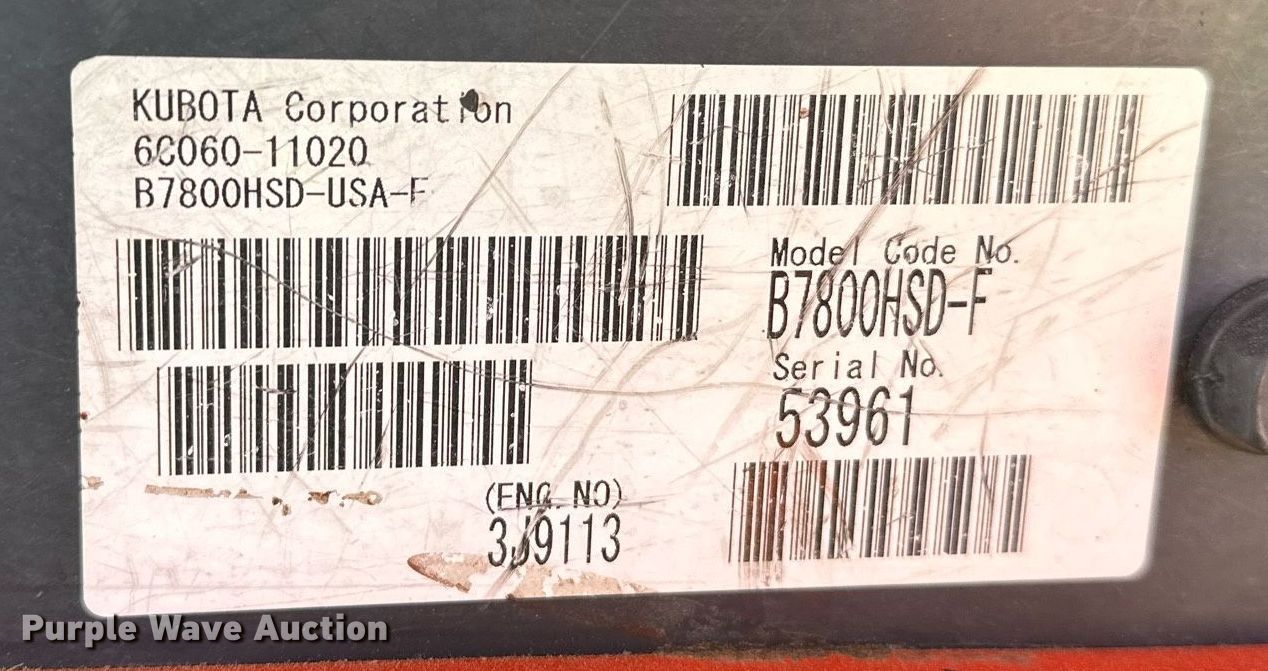 KUBOTA Corporation
6C060-11020
B7800HSD-USA-F
Model Code No.
B7800HSD-F
Serial No.
53961
(ENG. NO)
3J9113
Purple Wave Auction